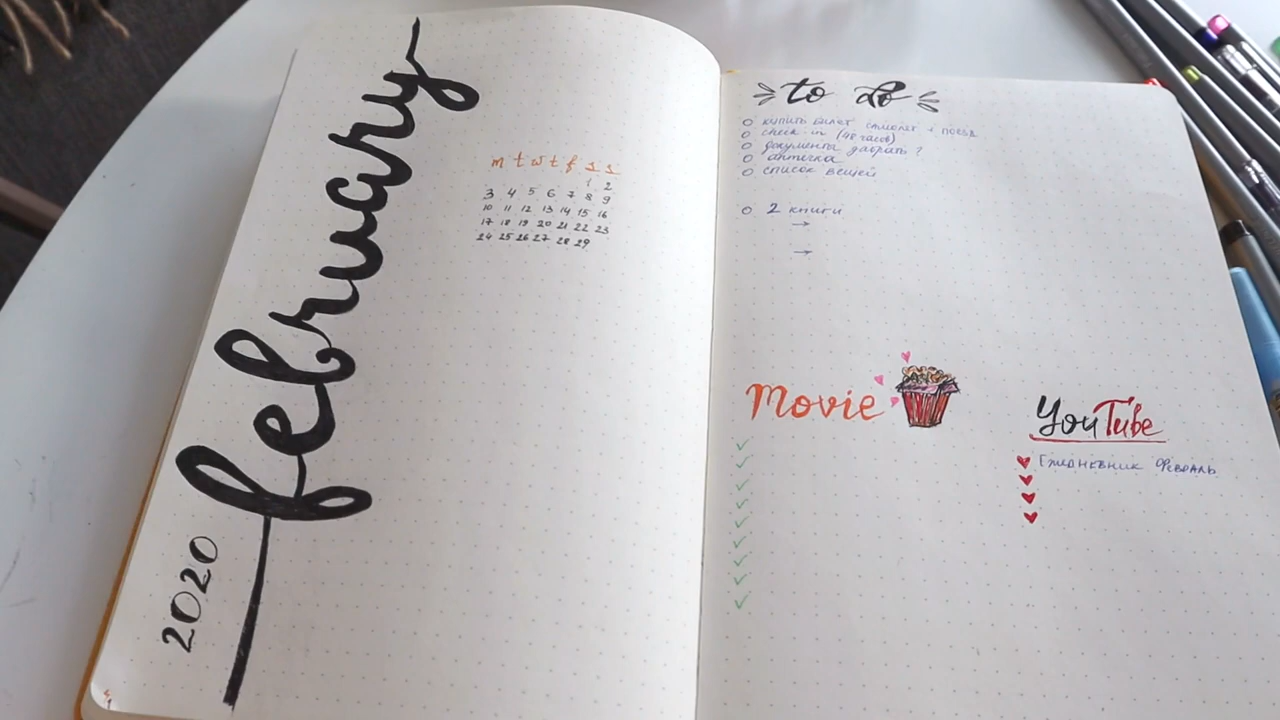 february
2020
m t w t f s s
1 2
3 4 5 6 7 8 9
10 11 12 13 14 15 16
17 18 19 20 21 22 23
24 25 26 27 28 29
to do
купить билет самолет + поезд
check-in (48 часов)
документы забрать ?
аптечка
список вещей
2 книги
→
→
Movie
YouTube
Ежедневник Февраль